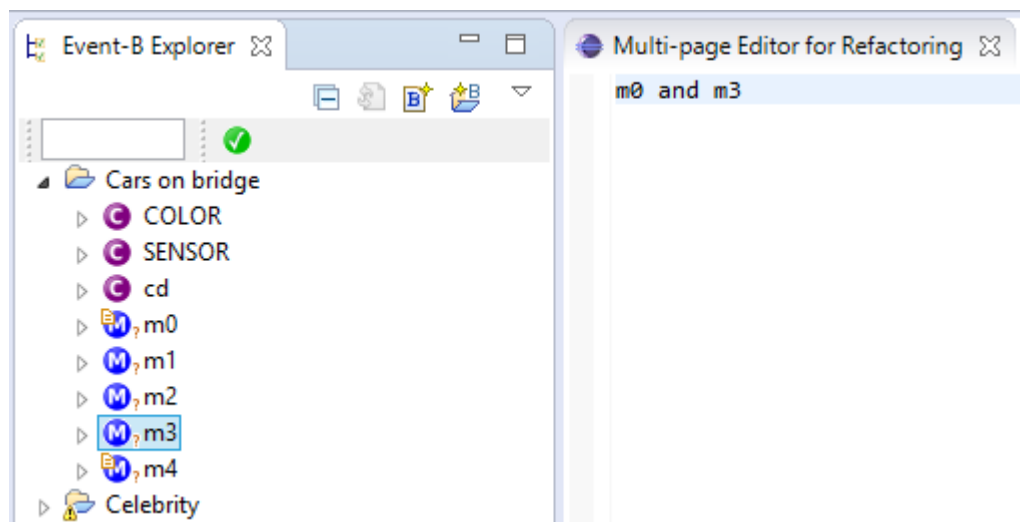 Event-B Explorer
Cars on bridge
COLOR
SENSOR
cd
m0
m1
m2
m3
m4
Celebrity
Multi-page Editor for Refactoring
m0 and m3